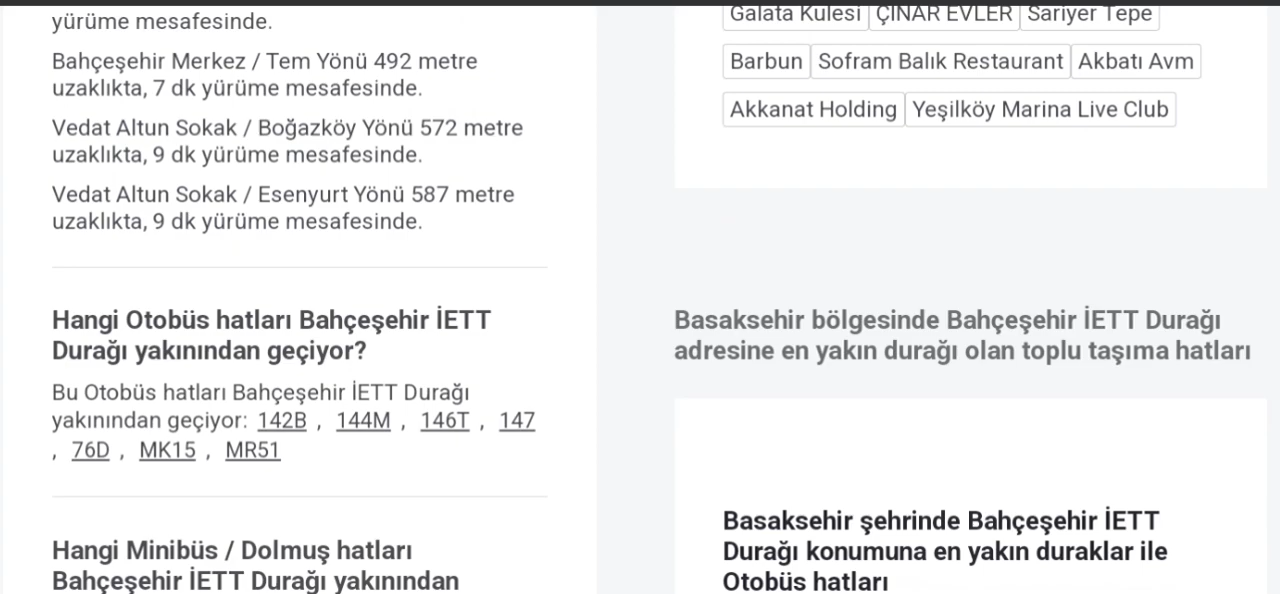 yürüme mesafesinde.
Bahçeşehir Merkez / Tem Yönü 492 metre
uzaklıkta, 7 dk yürüme mesafesinde.
Vedat Altun Sokak / Boğazköy Yönü 572 metre
uzaklıkta, 9 dk yürüme mesafesinde.
Vedat Altun Sokak / Esenyurt Yönü 587 metre
uzaklıkta, 9 dk yürüme mesafesinde.
Hangi Otobüs hatları Bahçeşehir İETT
Durağı yakınından geçiyor?
Bu Otobüs hatları Bahçeşehir İETT Durağı
yakınından geçiyor: 142B , 144M , 146T , 147
, 76D , MK15 , MR51
Hangi Minibüs / Dolmuş hatları
Bahçeşehir İETT Durağı yakınından
Galata Kulesi ÇINAR EVLER Sariyer Tepe
Barbun Sofram Balık Restaurant Akbatı Avm
Akkanat Holding Yeşilköy Marina Live Club
Basaksehir bölgesinde Bahçeşehir İETT Durağı
adresine en yakın durağı olan toplu taşıma hatları
Basaksehir şehrinde Bahçeşehir İETT
Durağı konumuna en yakın duraklar ile
Otobüs hatları